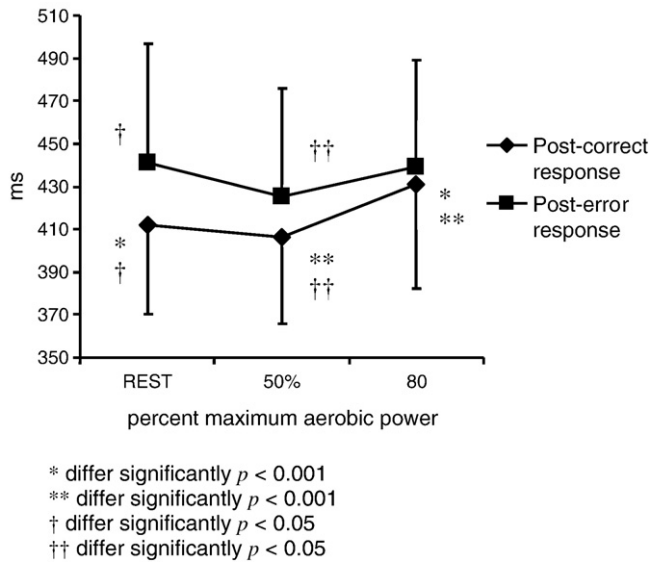 510
490
470
450
430
410
390
370
350
ms
†
††
*
†
**
††
*
**
Post-correct
response
Post-error
response
REST
50%
80
percent maximum aerobic power
* differ significantly p < 0.001
** differ significantly p < 0.001
† differ significantly p < 0.05
†† differ significantly p < 0.05